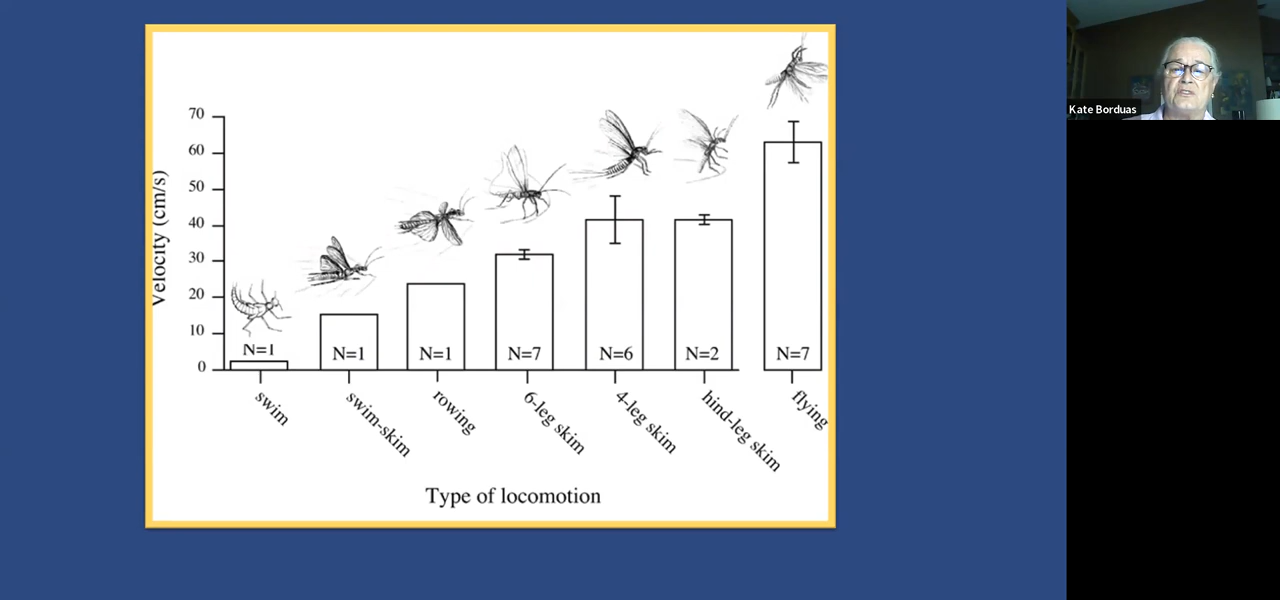 Kate Borduas
Velocity (cm/s)
70
60
50
40
30
20
10
0
N=1
N=1
N=1
N=7
N=6
N=2
N=7
swim
swim-skim
rowing
6-leg skim
4-leg skim
hind-leg skim
flying
Type of locomotion